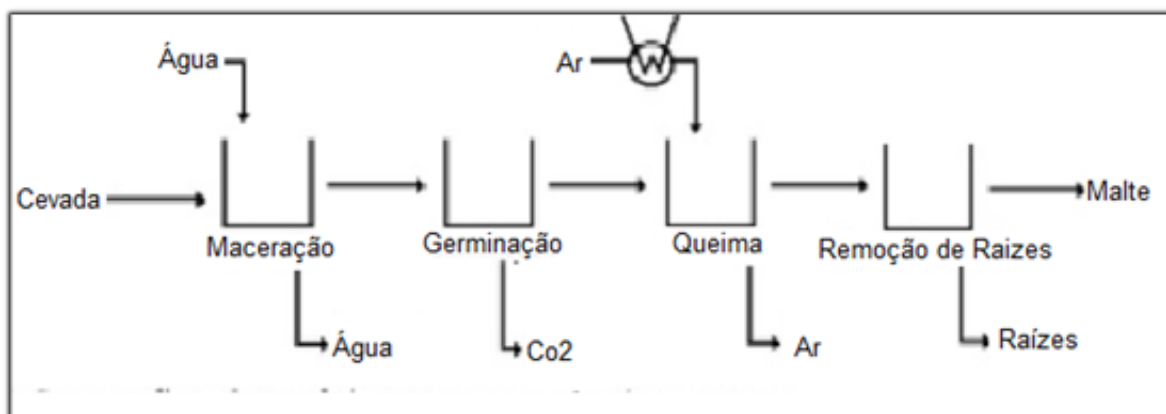 Água
Ar
Cevada
Malte
Maceração
Germinação
Queima
Remoção de Raizes
Água
Co2
Ar
Raízes